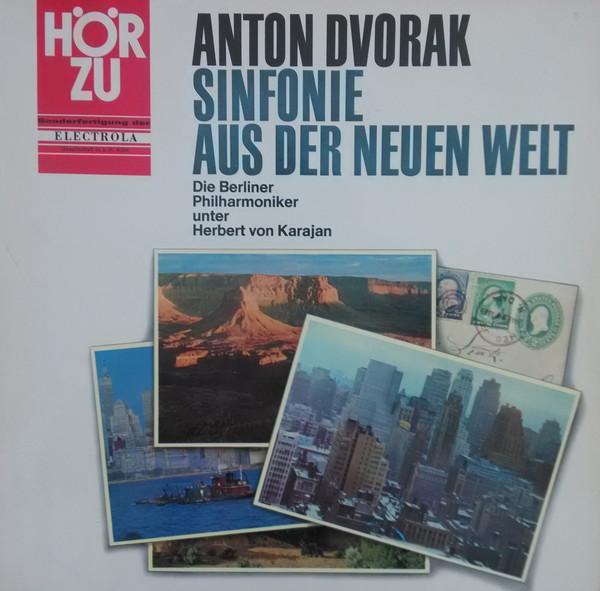 HÖR
ZU
Sonderfertigung der
ELECTROLA
ANTON DVORAK
SINFONIE
AUS DER NEUEN WELT
Die Berliner
Philharmoniker
unter
Herbert von Karajan